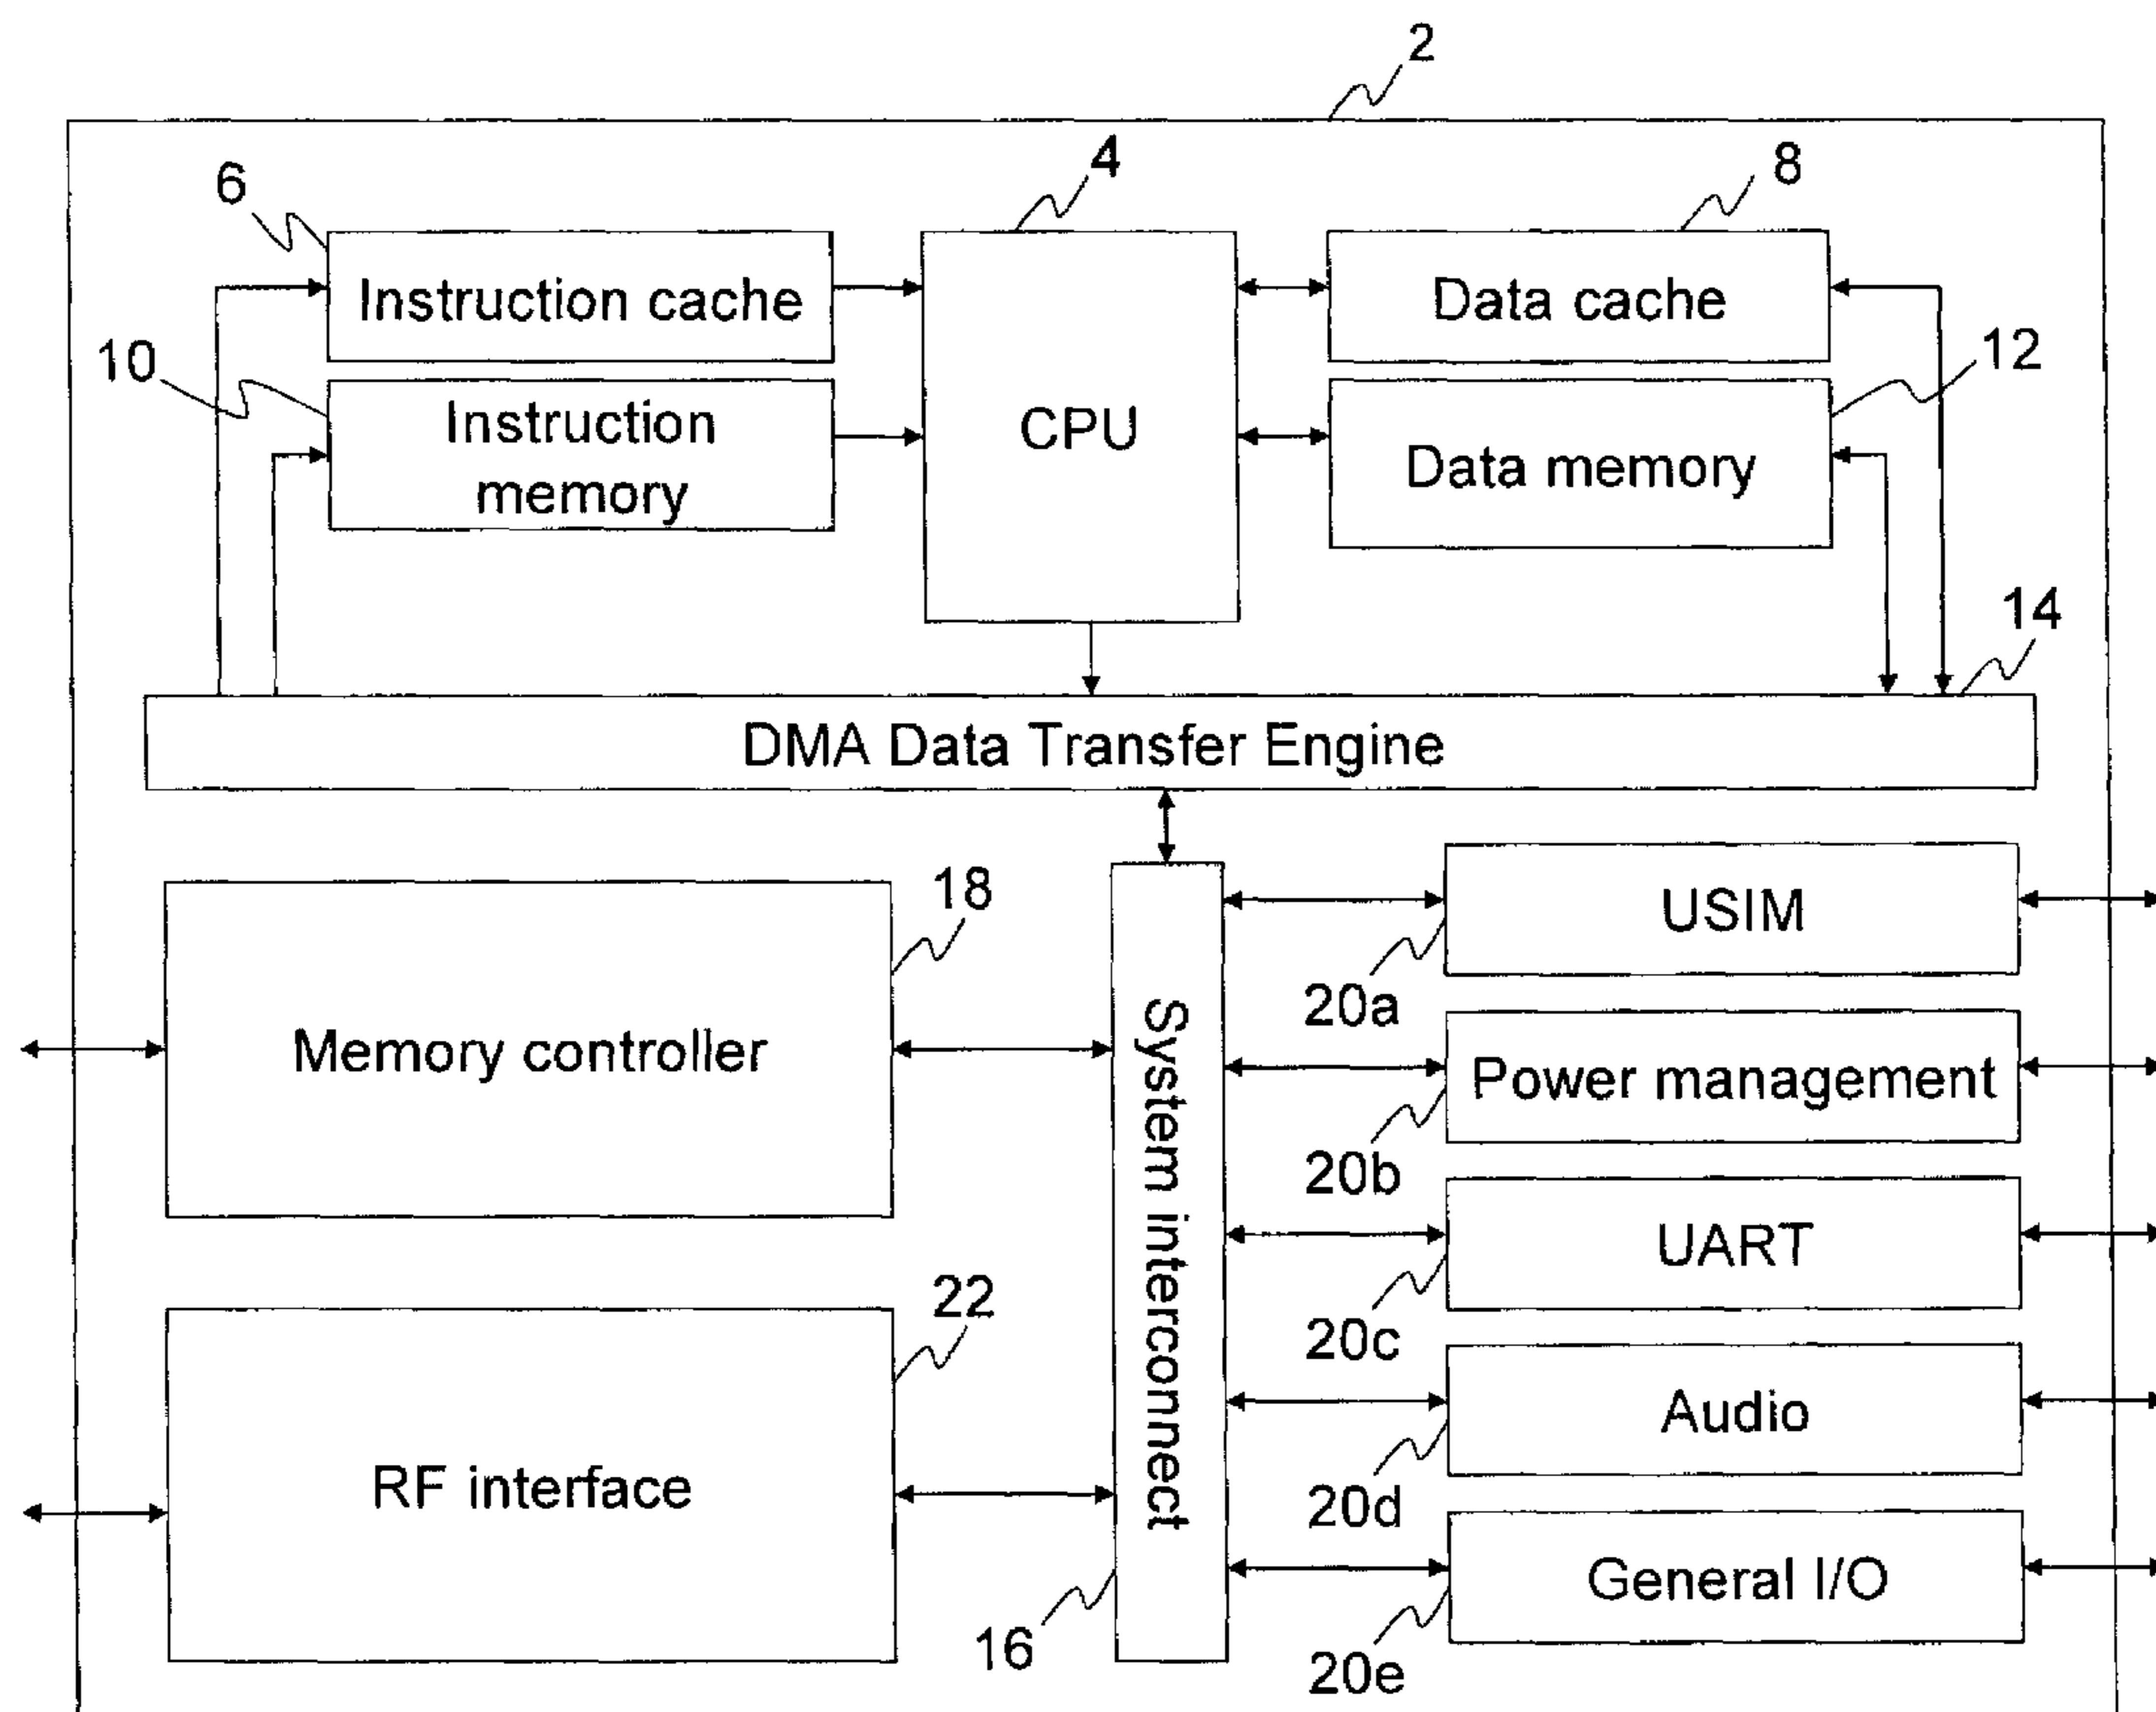 2
4
8
6
Instruction cache
Data cache
10
12
Instruction
memory
CPU
Data memory
14
DMA Data Transfer Engine
18
USIM
20a
Memory controller
System interconnect
Power management
20b
UART
22
20c
Audio
RF interface
20d
General I/O
16
20e